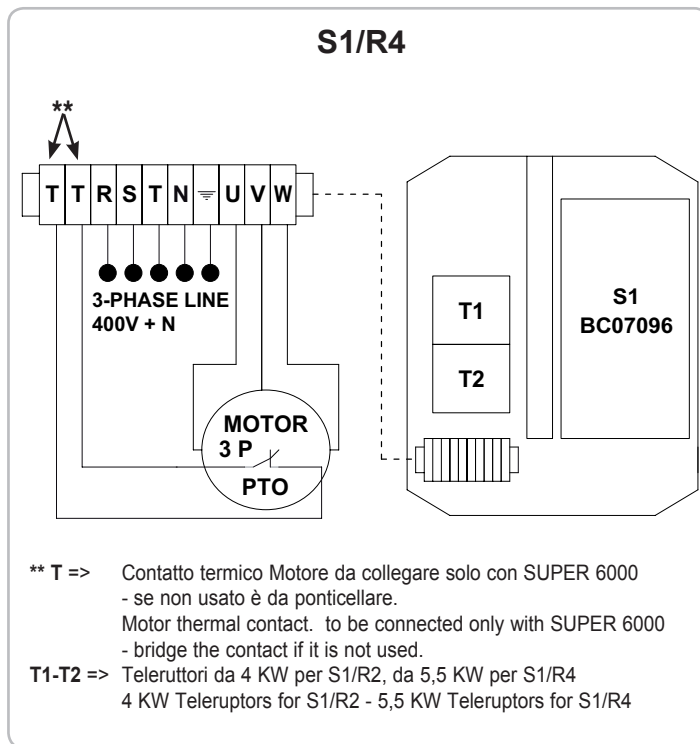 S1/R4
**
T T R S T N ⏚ U V W
3-PHASE LINE
400V + N
MOTOR
3 P
PTO
T1
T2
S1
BC07096
** T => Contatto termico Motore da collegare solo con SUPER 6000
- se non usato è da ponticellare.
Motor thermal contact. to be connected only with SUPER 6000
- bridge the contact if it is not used.
T1-T2 => Teleruttori da 4 KW per S1/R2, da 5,5 KW per S1/R4
4 KW Teleruptors for S1/R2 - 5,5 KW Teleruptors for S1/R4